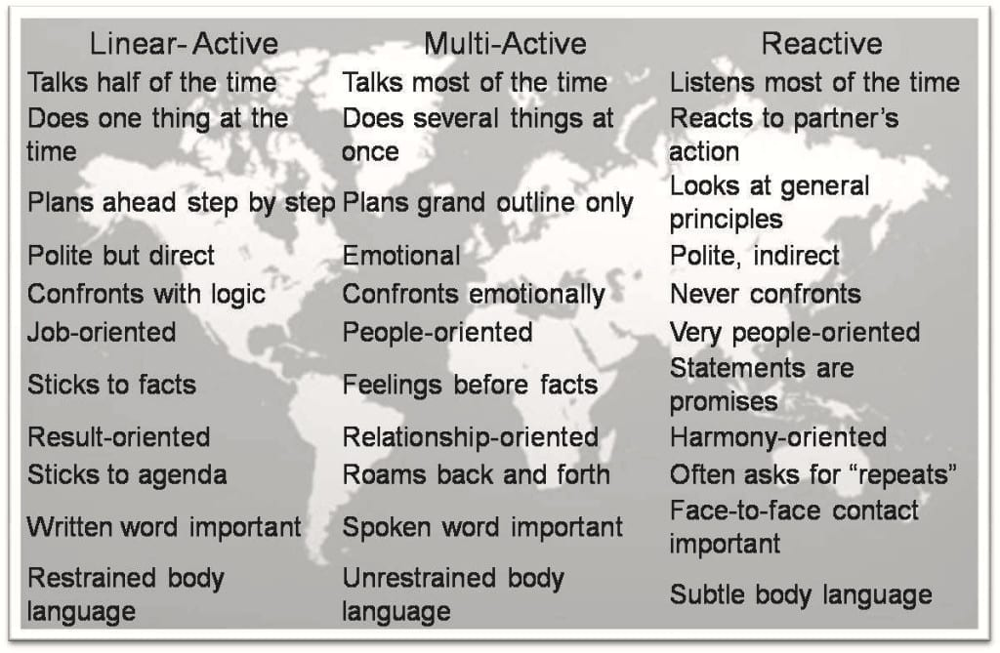 Linear- Active Multi-Active Reactive
Talks half of the time Talks most of the time Listens most of the time
Does one thing at the time Does several things at once Reacts to partner's action
Plans ahead step by step Plans grand outline only Looks at general principles
Polite but direct Emotional Polite, indirect
Confronts with logic Confronts emotionally Never confronts
Job-oriented People-oriented Very people-oriented
Sticks to facts Feelings before facts Statements are promises
Result-oriented Relationship-oriented Harmony-oriented
Sticks to agenda Roams back and forth Often asks for “repeats”
Written word important Spoken word important Face-to-face contact important
Restrained body language Unrestrained body language Subtle body language